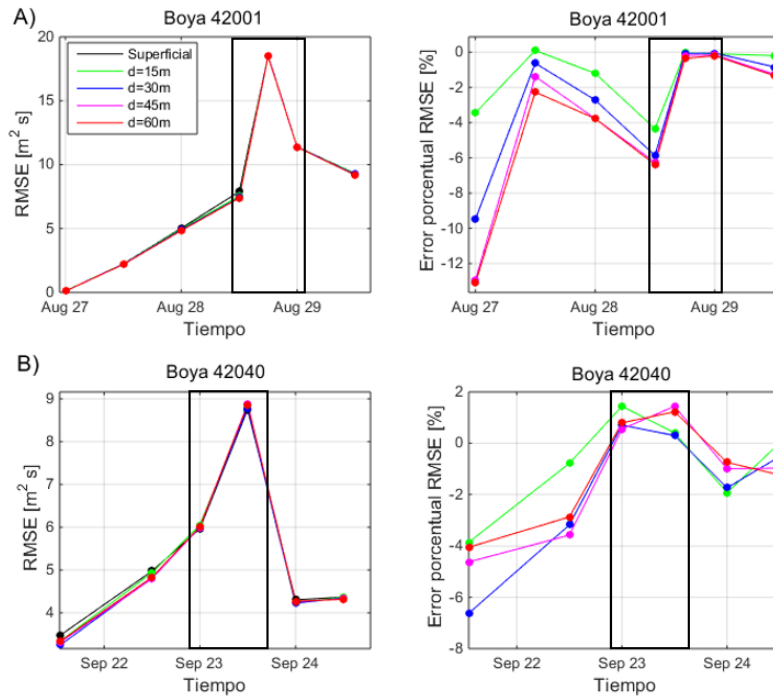 A)
Boya 42001
RMSE [m² s]
20
15
10
5
0
Superficial
d=15m
d=30m
d=45m
d=60m
Aug 27
Aug 28
Aug 29
Tiempo
Boya 42001
Error porcentual RMSE [%]
0
-2
-4
-6
-8
-10
-12
Aug 27
Aug 28
Aug 29
Tiempo
B)
Boya 42040
RMSE [m² s]
9
8
7
6
5
4
Sep 22
Sep 23
Sep 24
Tiempo
Boya 42040
Error porcentual RMSE [%]
2
0
-2
-4
-6
-8
Sep 22
Sep 23
Sep 24
Tiempo